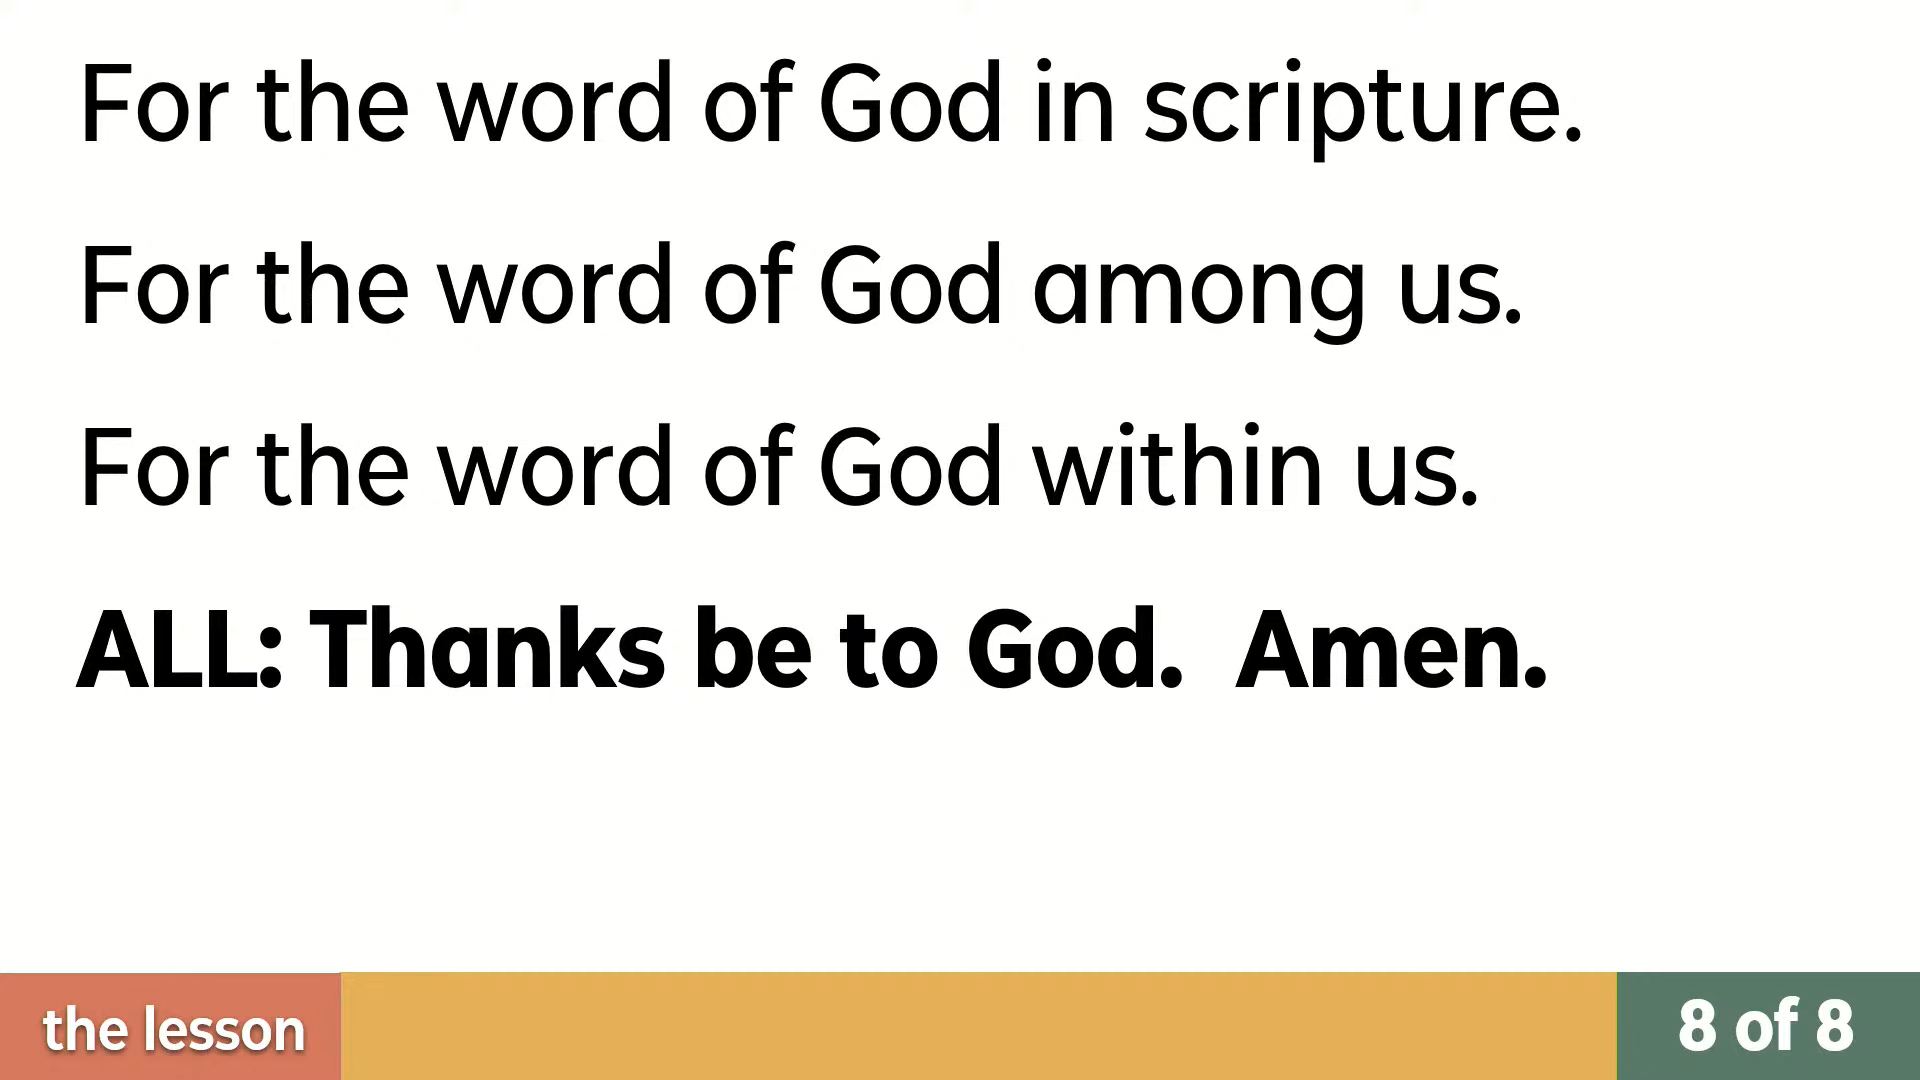 For the word of God in scripture.
For the word of God among us.
For the word of God within us.
ALL: Thanks be to God.  Amen.
the lesson
8 of 8